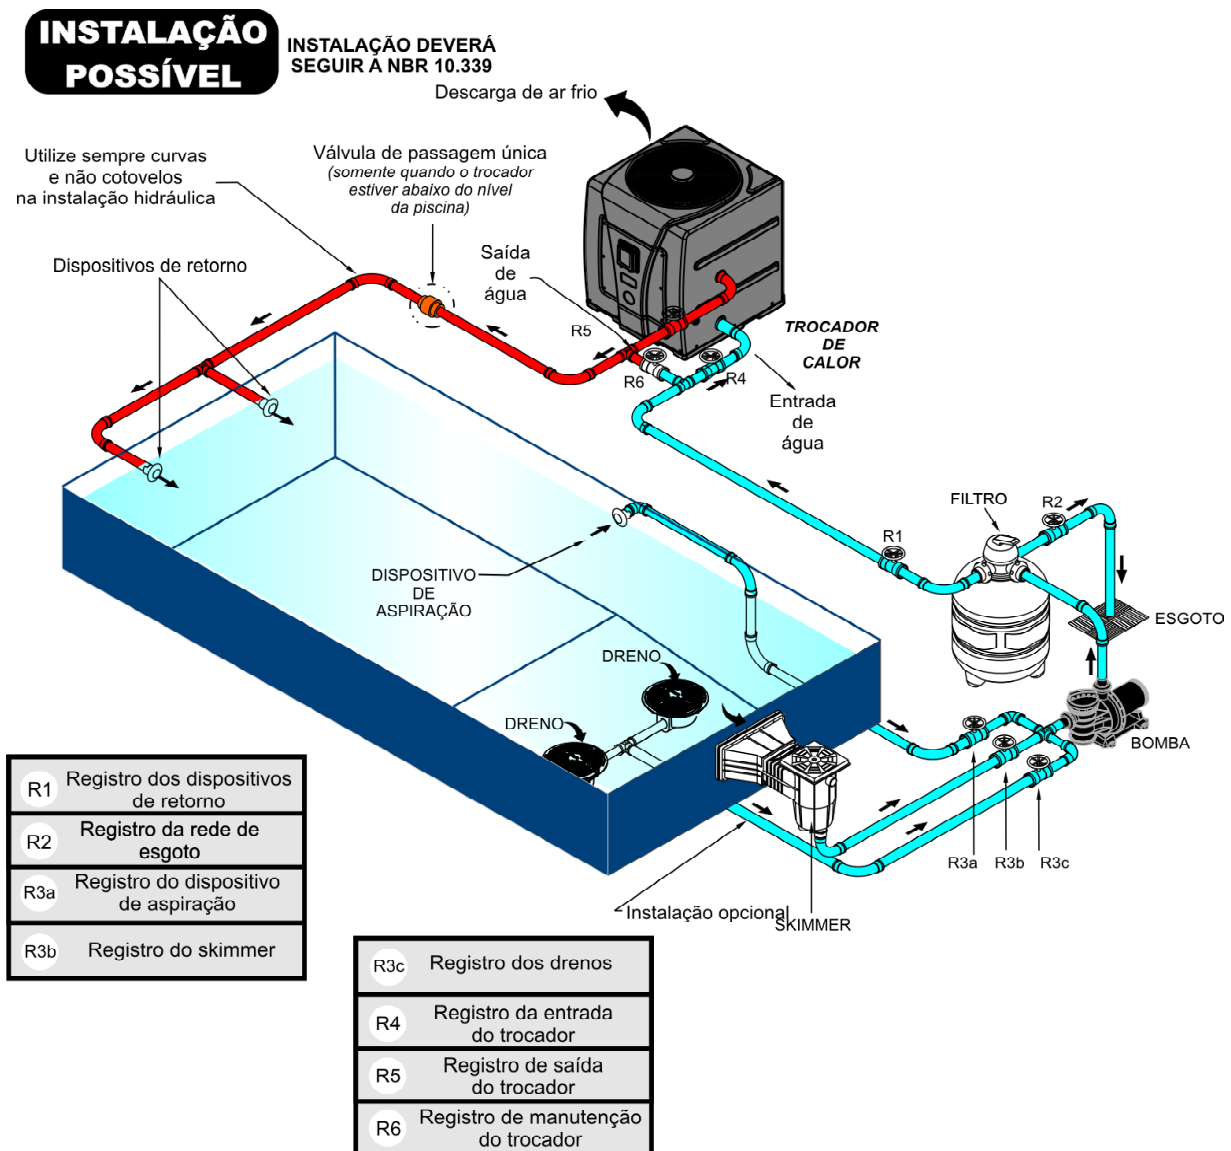 INSTALAÇÃO
POSSÍVEL
INSTALAÇÃO DEVERÁ
SEGUIR A NBR 10.339
Descarga de ar frio
Utilize sempre curvas
e não cotovelos
na instalação hidráulica
Válvula de passagem única
(somente quando o trocador
estiver abaixo do nível
da piscina)
Dispositivos de retorno
Saída
de
água
R5
R6
R4
TROCADOR
DE
CALOR
Entrada
de
água
FILTRO
R2
R1
ESGOTO
DISPOSITIVO
DE
ASPIRAÇÃO
DRENO
DRENO
BOMBA
R3a
R3b
R3c
Instalação opcional
SKIMMER
R1 Registro dos dispositivos
de retorno
R2 Registro da rede de
esgoto
R3a Registro do dispositivo
de aspiração
R3b Registro do skimmer
R3c Registro dos drenos
R4 Registro da entrada
do trocador
R5 Registro de saída
do trocador
R6 Registro de manutenção
do trocador